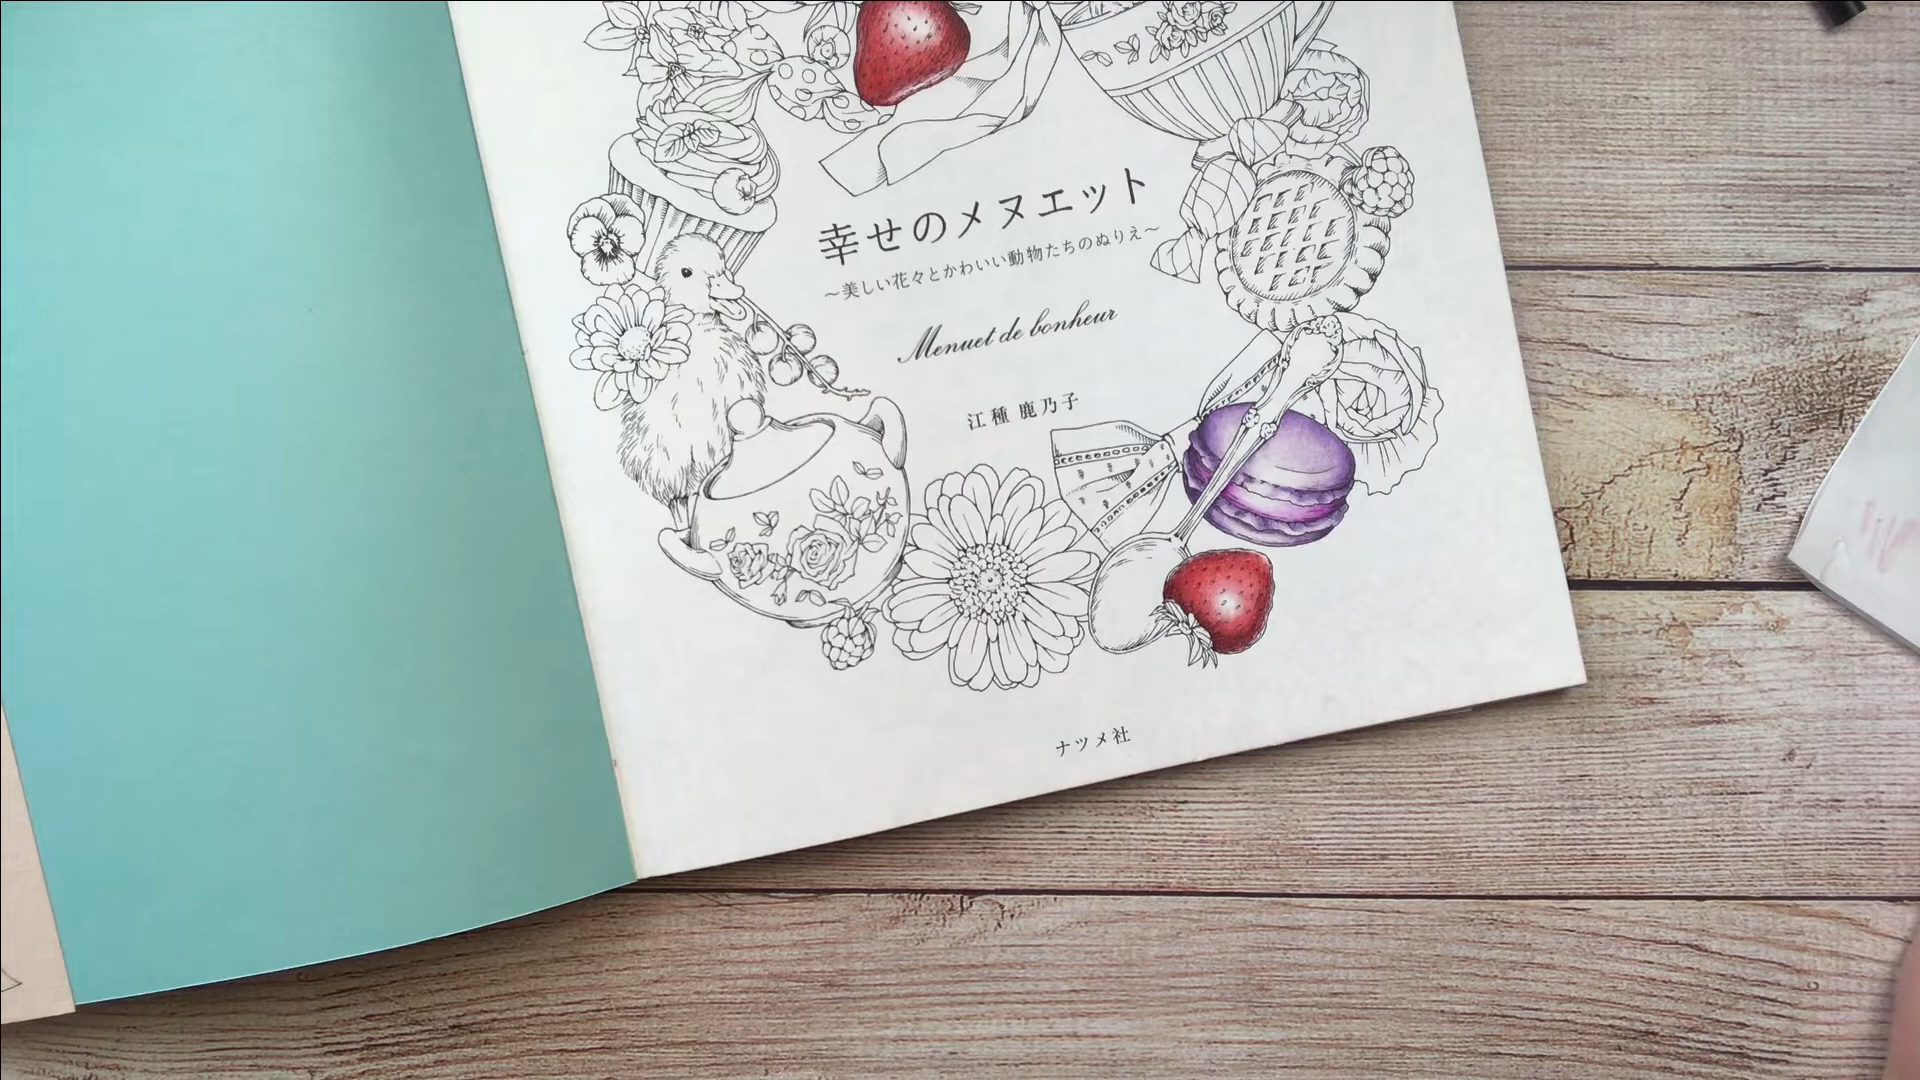 幸せのメヌエット
～美しい花々とかわいい動物たちのぬりえ～
Menuet de bonheur
江種 鹿乃子
ナツメ社